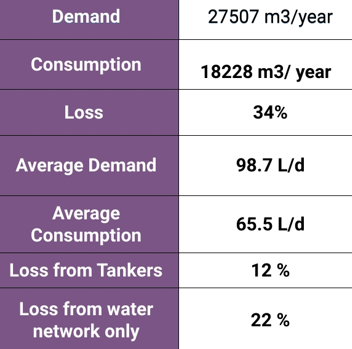 Demand 27507 m3/year
Consumption 18228 m3/ year
Loss 34%
Average Demand 98.7 L/d
Average
Consumption 65.5 L/d
Loss from Tankers 12 %
Loss from water
network only 22 %